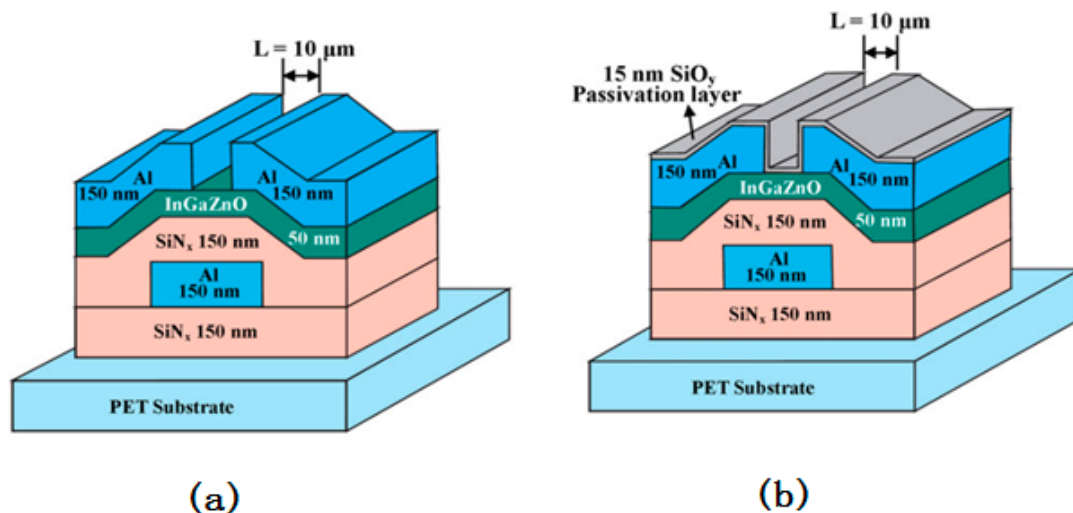 L = 10 μm
Al
150 nm
Al
150 nm
InGaZnO
SiNₓ 150 nm
50 nm
Al
150 nm
SiNₓ 150 nm
PET Substrate
(a)
L = 10 μm
15 nm SiOᵧ
Passivation layer
Al
150 nm
Al
150 nm
InGaZnO
SiNₓ 150 nm
50 nm
Al
150 nm
SiNₓ 150 nm
PET Substrate
(b)